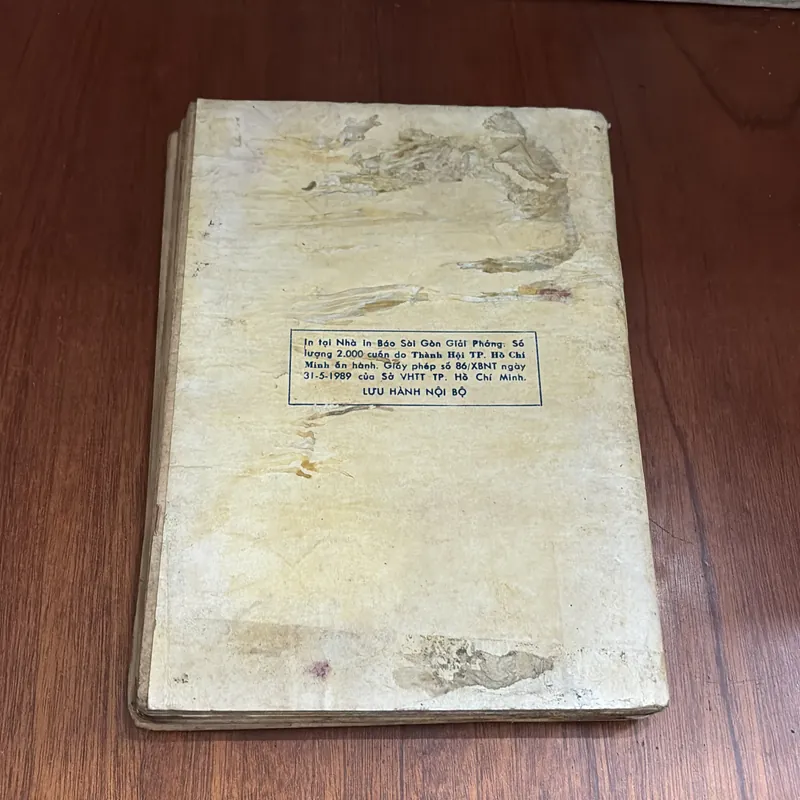 In tại Nhà In Báo Sài Gòn Giải Phóng. Số
lượng 2.000 cuốn do Thành Hội TP. Hồ Chí
Minh ấn hành. Giấy phép số 86/XBNT ngày
31-5-1989 của Sở VHTT TP. Hồ Chí Minh.
LƯU HÀNH NỘI BỘ